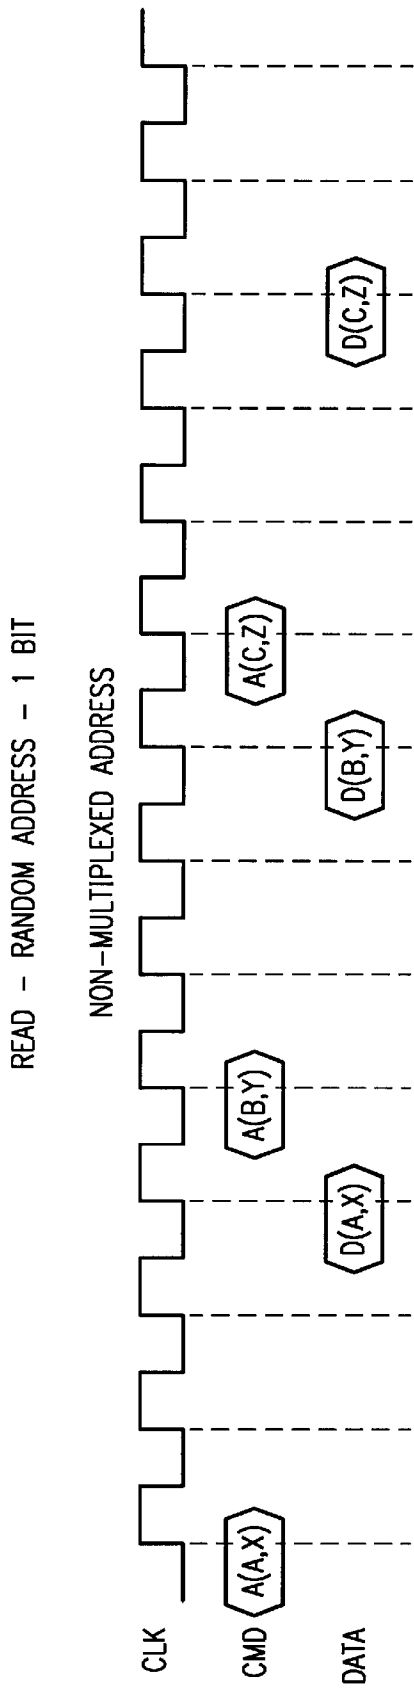 READ - RANDOM ADDRESS - 1 BIT
NON-MULTIPLEXED ADDRESS
CLK
CMD
A(A,X)
A(B,Y)
A(C,Z)
DATA
D(A,X)
D(B,Y)
D(C,Z)